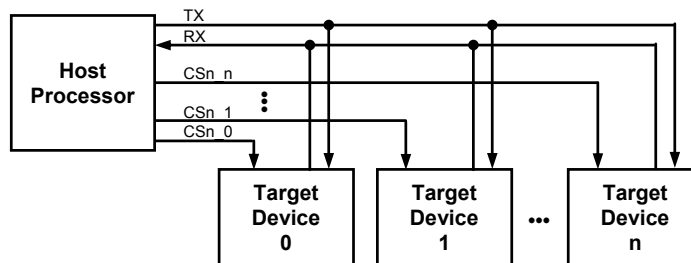 TX
RX
Host
Processor
CSn_n
CSn_1
CSn_0
Target
Device
0
Target
Device
1
Target
Device
n